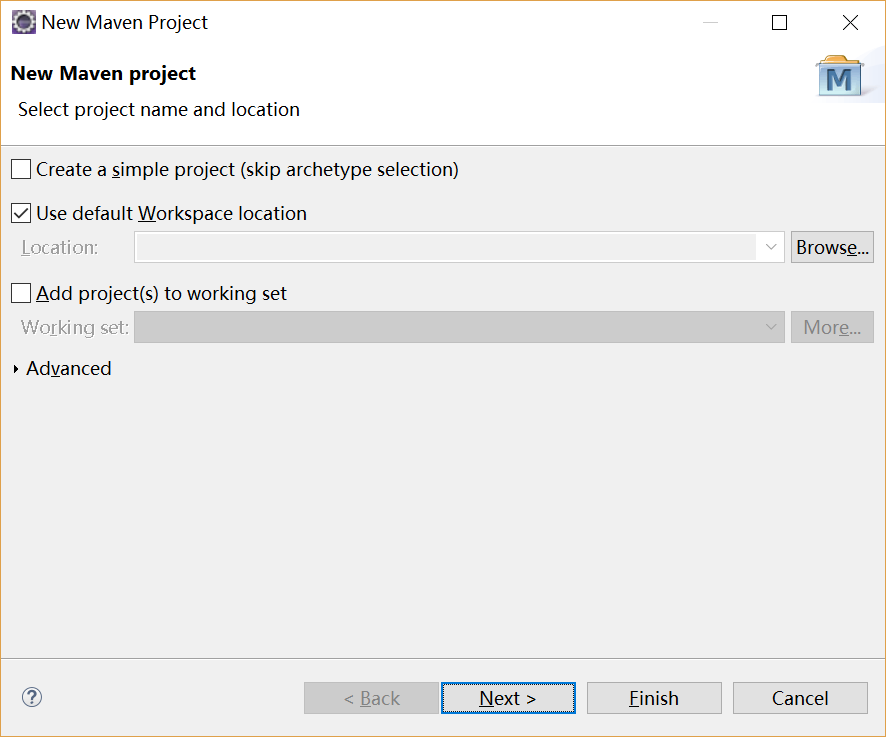 New Maven Project
New Maven project
M
Select project name and location
Create a simple project (skip archetype selection)
Use default Workspace location
Location:
Browse...
Add project(s) to working set
Working set:
More...
Advanced
?
< Back
Next >
Finish
Cancel